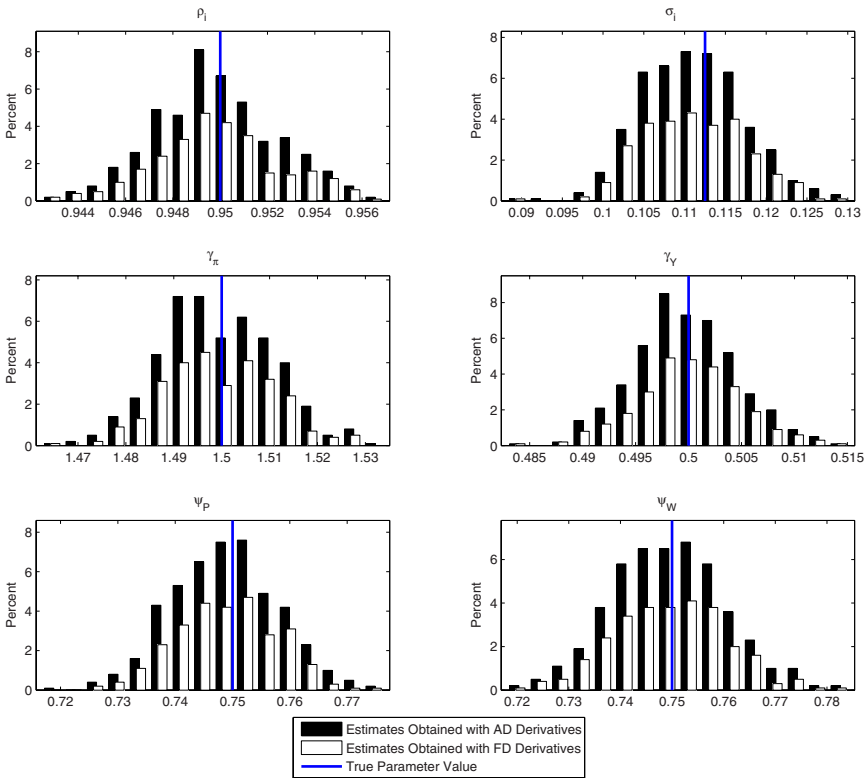 ρi
σi
Percent
8
6
4
2
0
0.944 0.946 0.948 0.95 0.952 0.954 0.956
Percent
8
6
4
2
0
0.09 0.095 0.1 0.105 0.11 0.115 0.12 0.125 0.13
γπ
γY
Percent
8
6
4
2
0
1.47 1.48 1.49 1.5 1.51 1.52 1.53
Percent
8
6
4
2
0
0.485 0.49 0.495 0.5 0.505 0.51 0.515
ψP
ψW
Percent
8
6
4
2
0
0.72 0.73 0.74 0.75 0.76 0.77
Percent
6
4
2
0
0.72 0.73 0.74 0.75 0.76 0.77 0.78
Estimates Obtained with AD Derivatives
Estimates Obtained with FD Derivatives
True Parameter Value